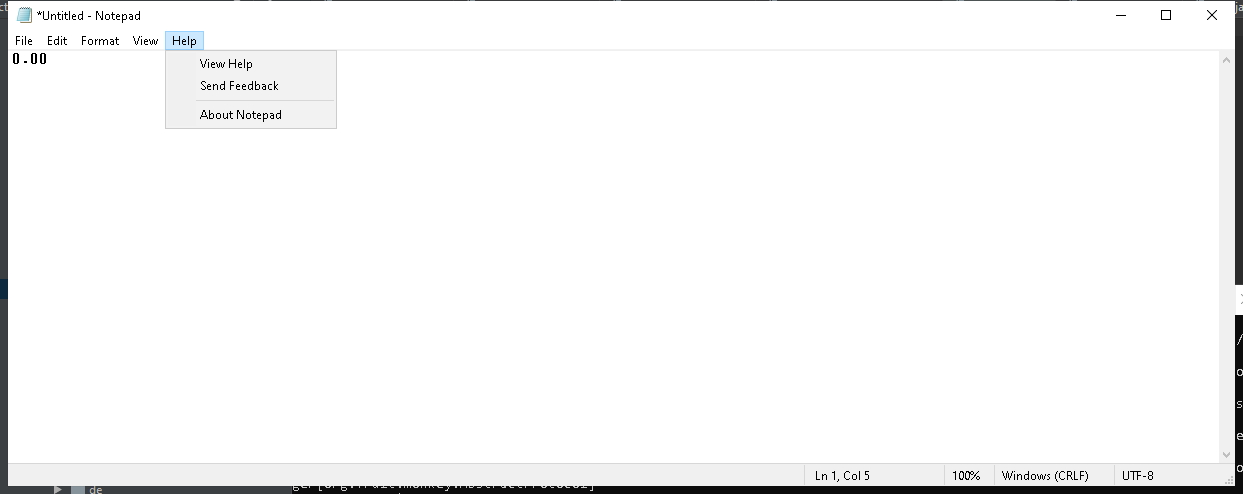 *Untitled - Notepad
File Edit Format View Help
0.00
View Help
Send Feedback
About Notepad
Ln 1, Col 5 100% Windows (CRLF) UTF-8
de